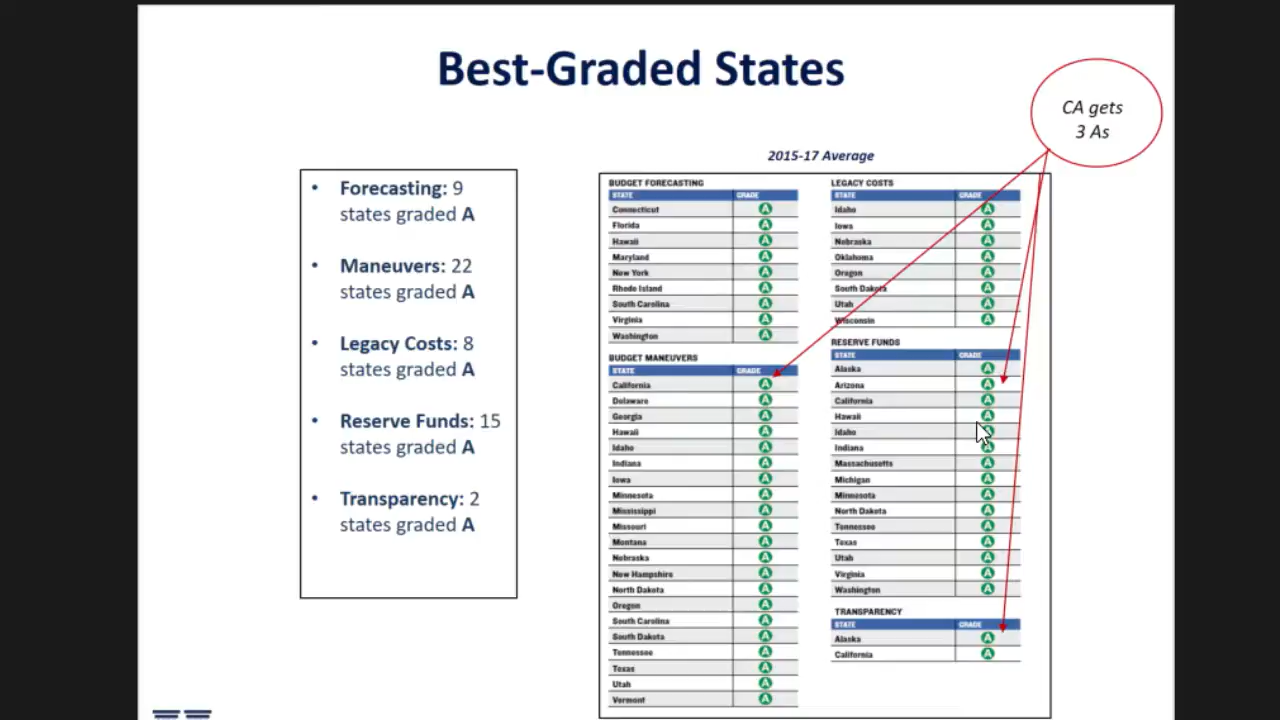 Best-Graded States
CA gets
3 As
• Forecasting: 9
states graded A
• Maneuvers: 22
states graded A
• Legacy Costs: 8
states graded A
• Reserve Funds: 15
states graded A
• Transparency: 2
states graded A
2015-17 Average
BUDGET FORECASTING
STATE GRADE
Connecticut A
Florida A
Hawaii A
Maryland A
New York A
Rhode Island A
South Carolina A
Virginia A
Washington A
BUDGET MANEUVERS
STATE GRADE
California A
Delaware A
Georgia A
Hawaii A
Idaho A
Indiana A
Iowa A
Minnesota A
Mississippi A
Missouri A
Montana A
Nebraska A
New Hampshire A
North Dakota A
Oregon A
South Carolina A
South Dakota A
Tennessee A
Texas A
Utah A
Vermont A
LEGACY COSTS
STATE GRADE
Idaho A
Iowa A
Nebraska A
Oklahoma A
Oregon A
South Dakota A
Utah A
Wisconsin A
RESERVE FUNDS
STATE GRADE
Alaska A
Arizona A
California A
Hawaii A
Idaho A
Indiana A
Massachusetts A
Michigan A
Minnesota A
North Dakota A
Tennessee A
Texas A
Utah A
Virginia A
Washington A
TRANSPARENCY
STATE GRADE
Alaska A
California A